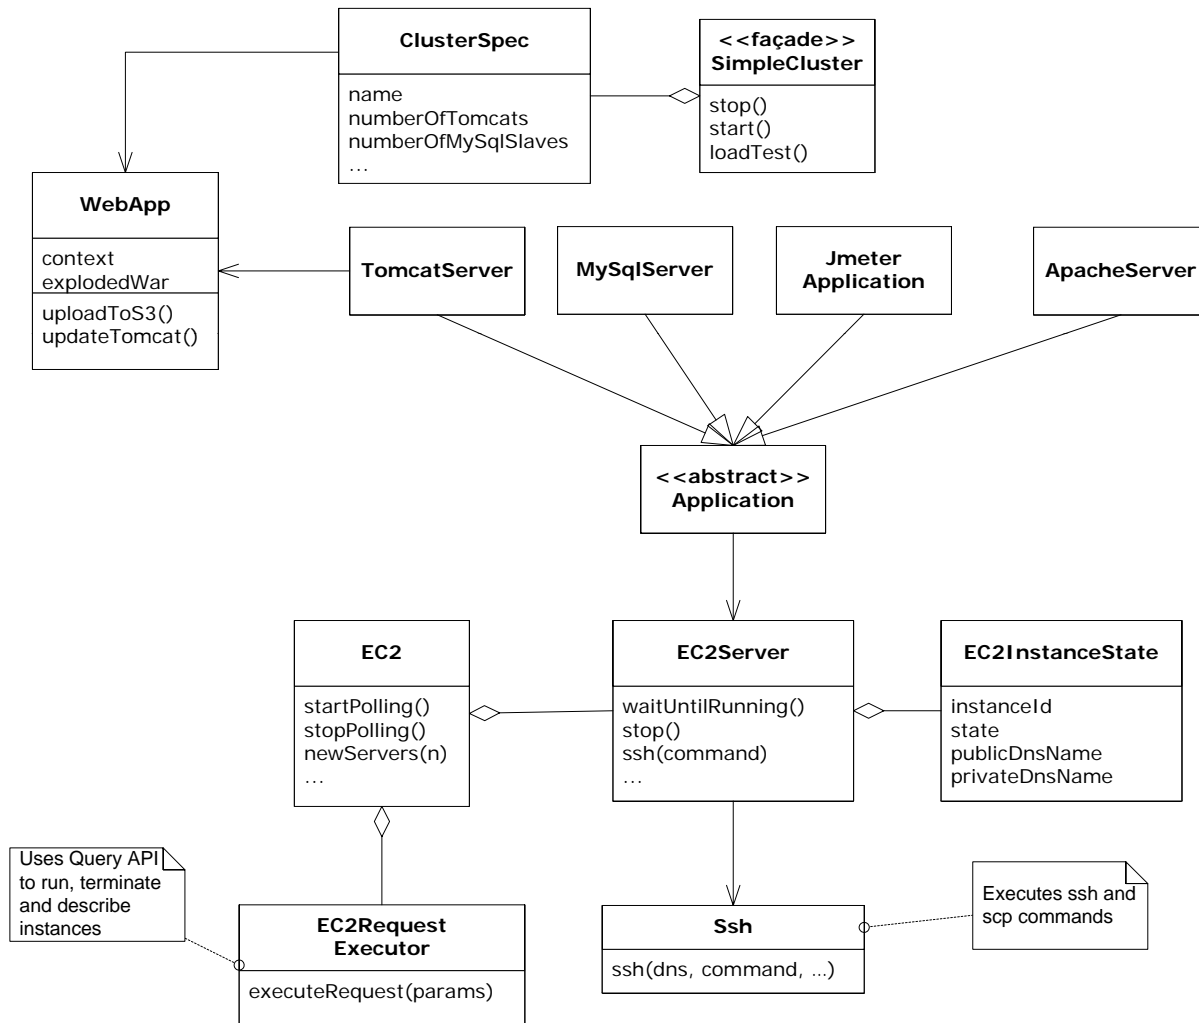 ClusterSpec
name
numberOfTomcats
numberOfMySqlSlaves
...
<<façade>>
SimpleCluster
stop()
start()
loadTest()
WebApp
context
explodedWar
uploadToS3()
updateTomcat()
TomcatServer
MySqlServer
Jmeter
Application
ApacheServer
<<abstract>>
Application
EC2
startPolling()
stopPolling()
newServers(n)
...
EC2Server
waitUntilRunning()
stop()
ssh(command)
...
EC2InstanceState
instanceId
state
publicDnsName
privateDnsName
Uses Query API
to run, terminate
and describe
instances
EC2Request
Executor
executeRequest(params)
Ssh
ssh(dns, command, ...)
Executes ssh and
scp commands